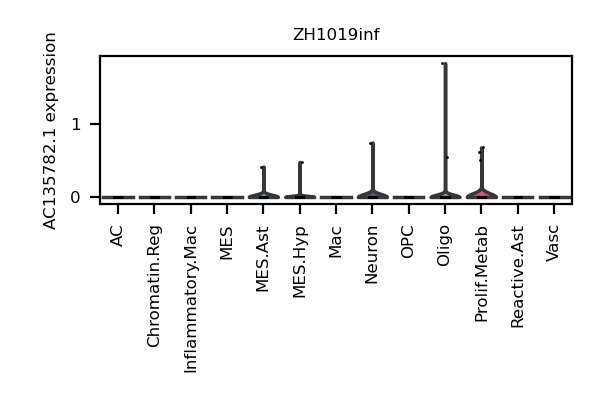 ZH1019inf
AC135782.1 expression
1
0
AC
Chromatin.Reg
Inflammatory.Mac
MES
MES.Ast
MES.Hyp
Mac
Neuron
OPC
Oligo
Prolif.Metab
Reactive.Ast
Vasc